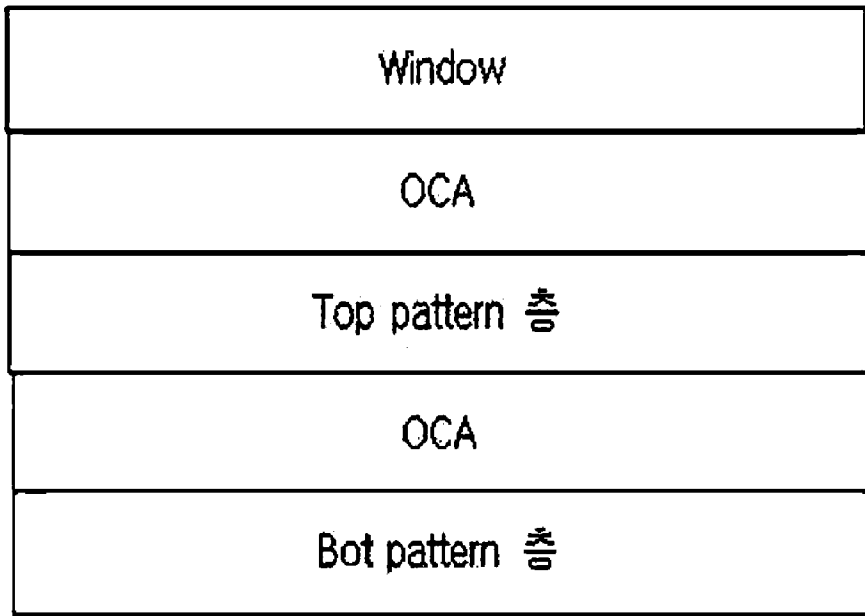 Window
OCA
Top pattern 층
OCA
Bot pattern 층